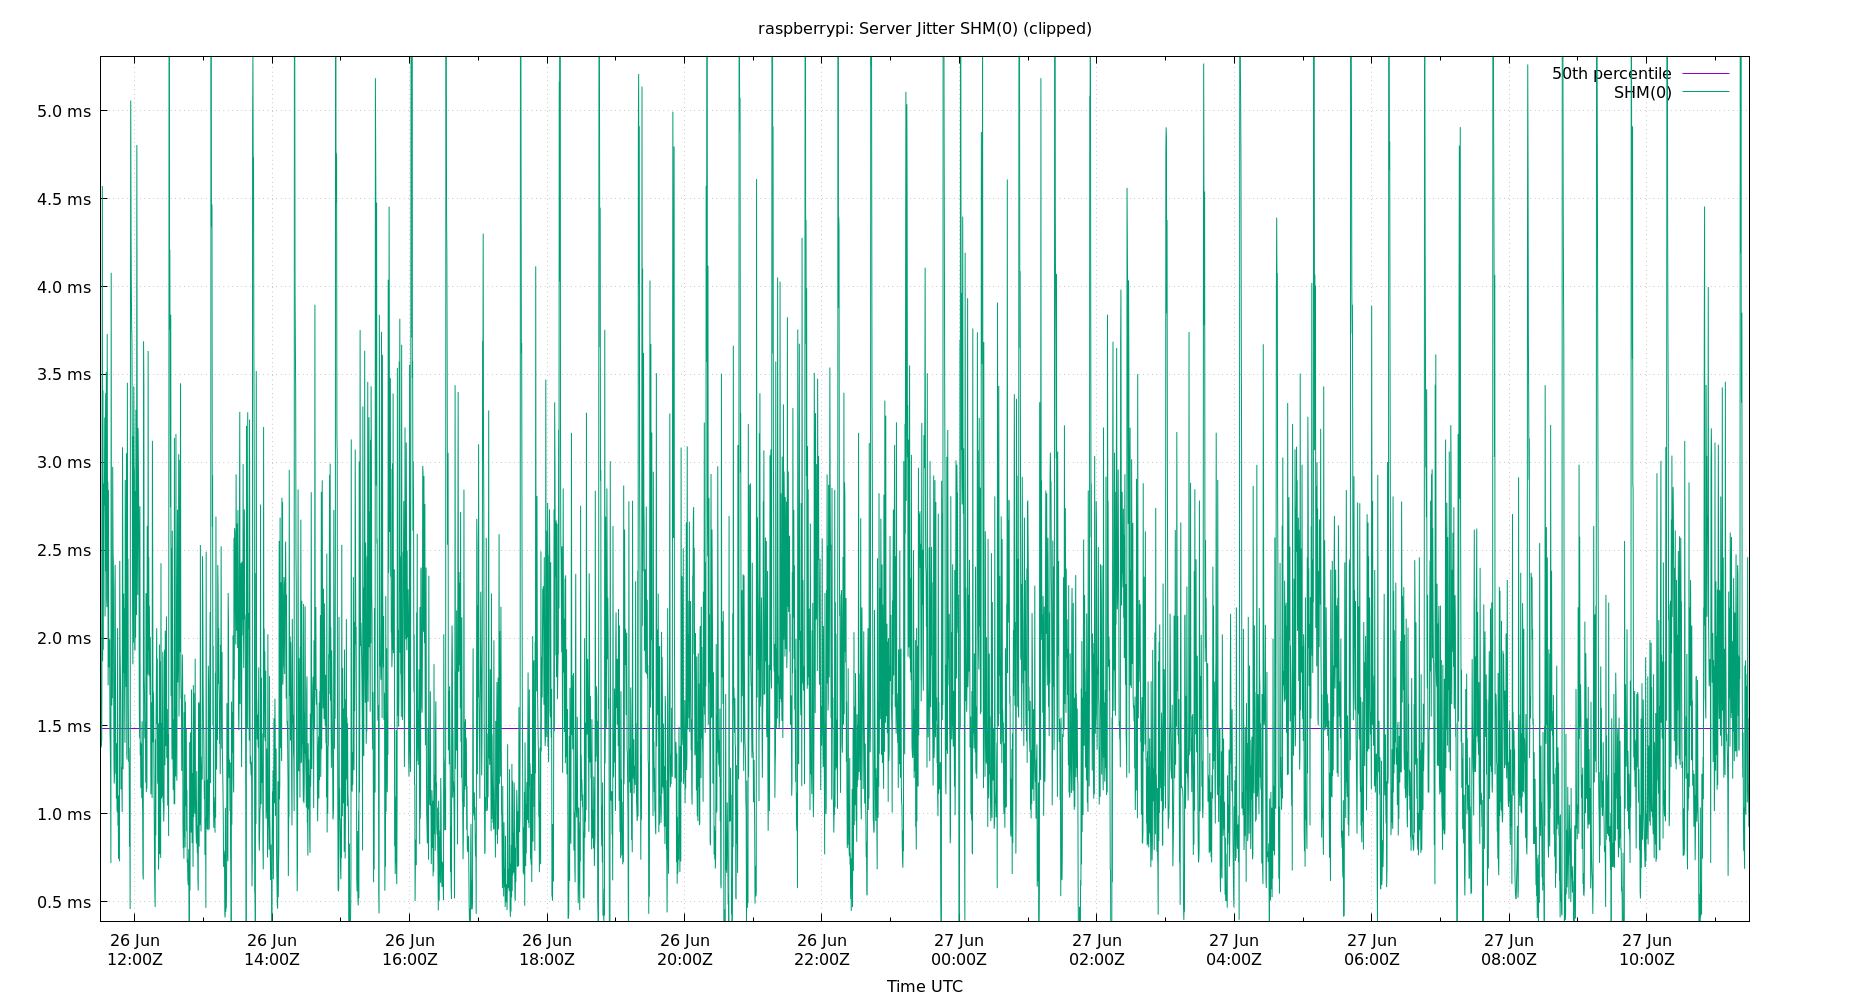 raspberrypi: Server Jitter SHM(0) (clipped)
50th percentile
SHM(0)
5.0 ms
4.5 ms
4.0 ms
3.5 ms
3.0 ms
2.5 ms
2.0 ms
1.5 ms
1.0 ms
0.5 ms
26 Jun 26 Jun 26 Jun 26 Jun 26 Jun 26 Jun 27 Jun 27 Jun 27 Jun 27 Jun 27 Jun 27 Jun
12:00Z 14:00Z 16:00Z 18:00Z 20:00Z 22:00Z 00:00Z 02:00Z 04:00Z 06:00Z 08:00Z 10:00Z
Time UTC